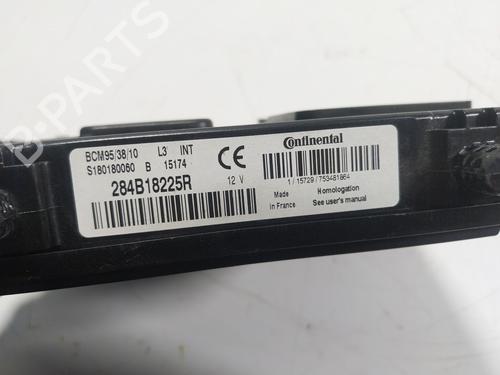 BCM95/38/10 L3 INT
S180180060 B 15174
284B18225R
CE
12 V
Continental
1 / 15729 / 753481864
Made in France
Homologation
See user's manual
B-PARTS